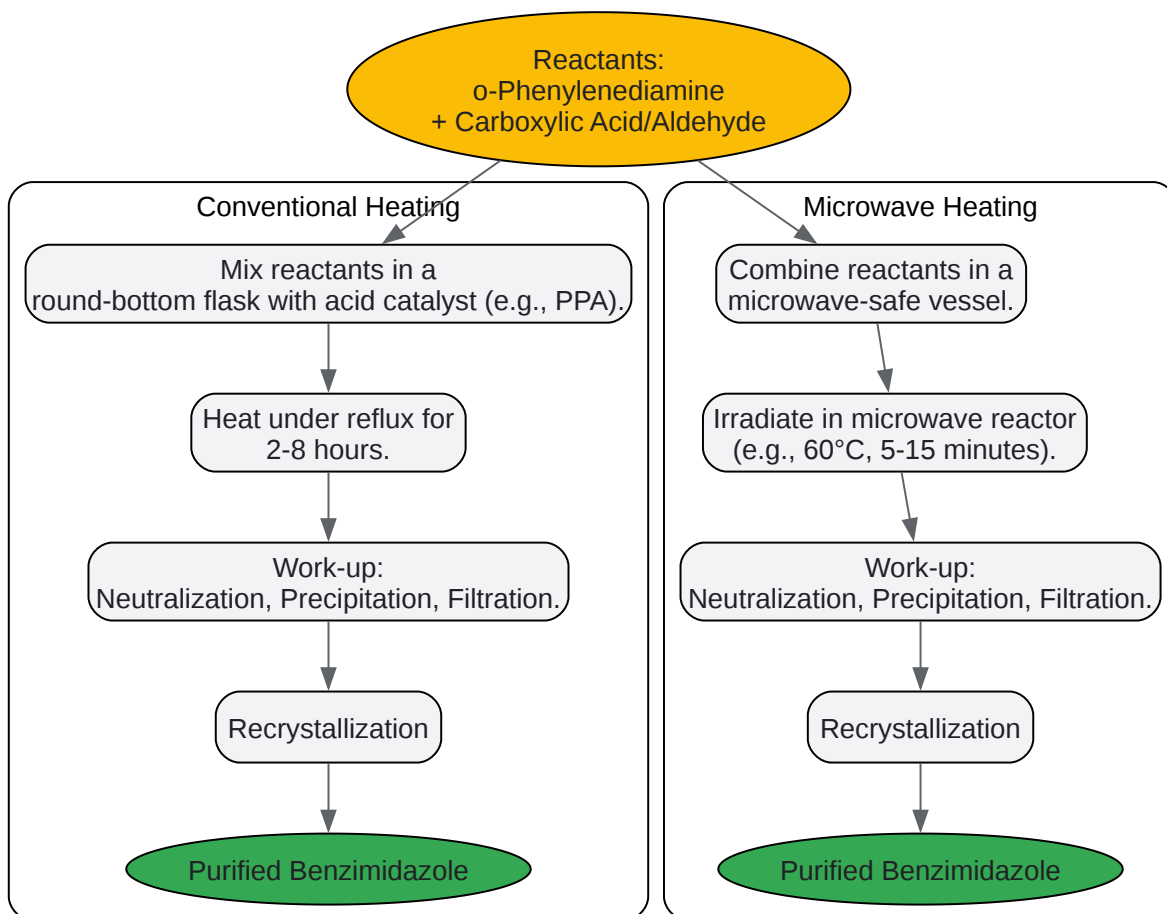 Reactants:
o-Phenylenediamine
+ Carboxylic Acid/Aldehyde
Conventional Heating
Mix reactants in a
round-bottom flask with acid catalyst (e.g., PPA).
Heat under reflux for
2-8 hours.
Work-up:
Neutralization, Precipitation, Filtration.
Recrystallization
Purified Benzimidazole
Microwave Heating
Combine reactants in a
microwave-safe vessel.
Irradiate in microwave reactor
(e.g., 60°C, 5-15 minutes).
Work-up:
Neutralization, Precipitation, Filtration.
Recrystallization
Purified Benzimidazole